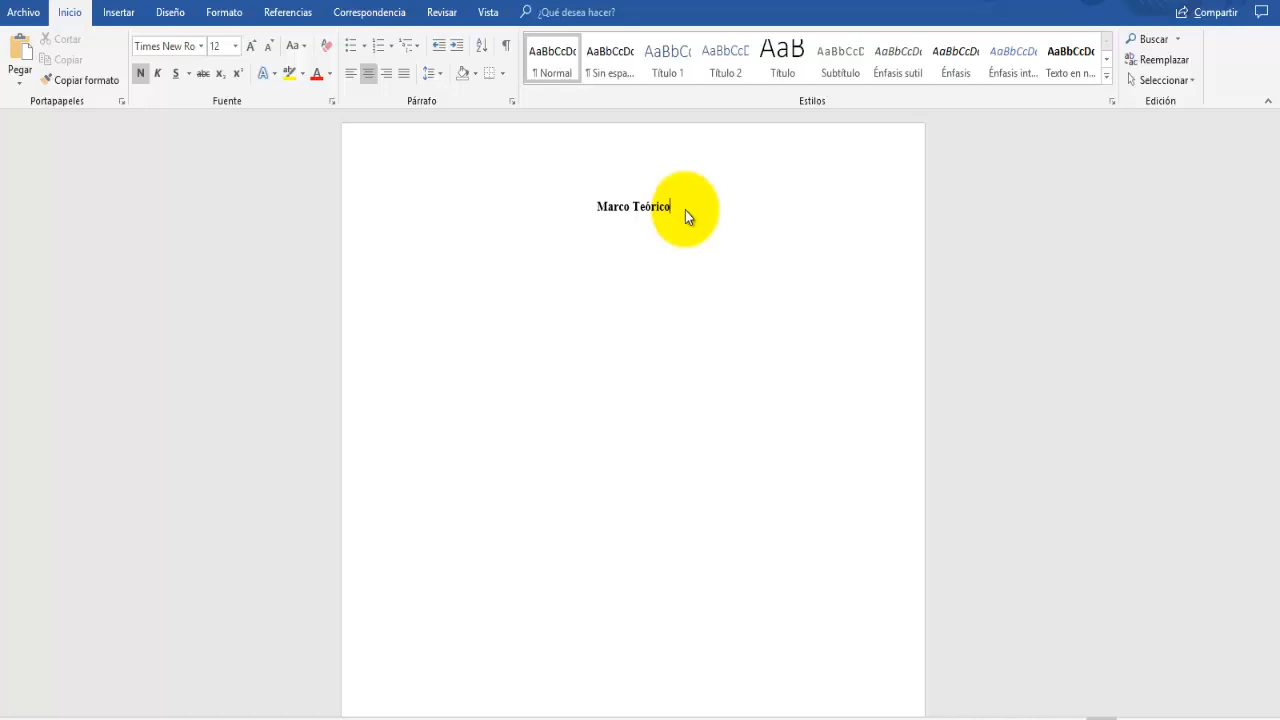 Archivo Inicio Insertar Diseño Formato Referencias Correspondencia Revisar Vista ¿Qué desea hacer? Compartir
Pegar
Cortar
Copiar
Copiar formato
Portapapeles
Times New Ro 12 Aa
N K S abc x₂ x² A A
Fuente
Párrafo
AaBbCcDc AaBbCcDc AaBbCc AaBbCcD AaB AaBbCcD AaBbCcDc AaBbCcDc AaBbCcDc AaBbCcDc
¶ Normal ¶ Sin espa... Título 1 Título 2 Título Subtítulo Énfasis sutil Énfasis Énfasis int... Texto en n...
Estilos
Buscar
Reemplazar
Seleccionar
Edición
Marco Teórico